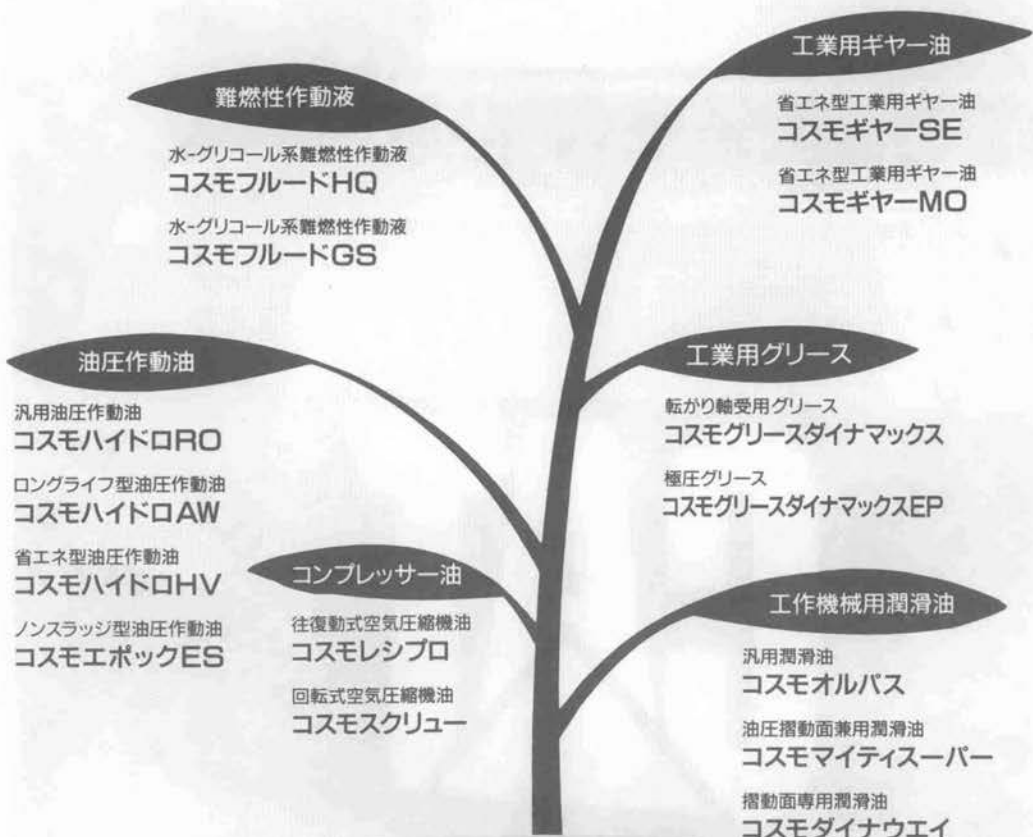 難燃性作動液
水-グリコール系難燃性作動液
コスモフルードHQ
水-グリコール系難燃性作動液
コスモフルードGS
工業用ギヤー油
省エネ型工業用ギヤー油
コスモギヤーSE
省エネ型工業用ギヤー油
コスモギヤーMO
油圧作動油
汎用油圧作動油
コスモハイドロRO
ロングライフ型油圧作動油
コスモハイドロAW
省エネ型油圧作動油
コスモハイドロHV
ノンスラッジ型油圧作動油
コスモエポックES
工業用グリース
転がり軸受用グリース
コスモグリースダイナマックス
極圧グリース
コスモグリースダイナマックスEP
コンプレッサー油
往復動式空気圧縮機油
コスモレシプロ
回転式空気圧縮機油
コスモスクリュー
工作機械用潤滑油
汎用潤滑油
コスモオルパス
油圧摺動面兼用潤滑油
コスモマイティスーパー
摺動面専用潤滑油
コスモダイナウエイ